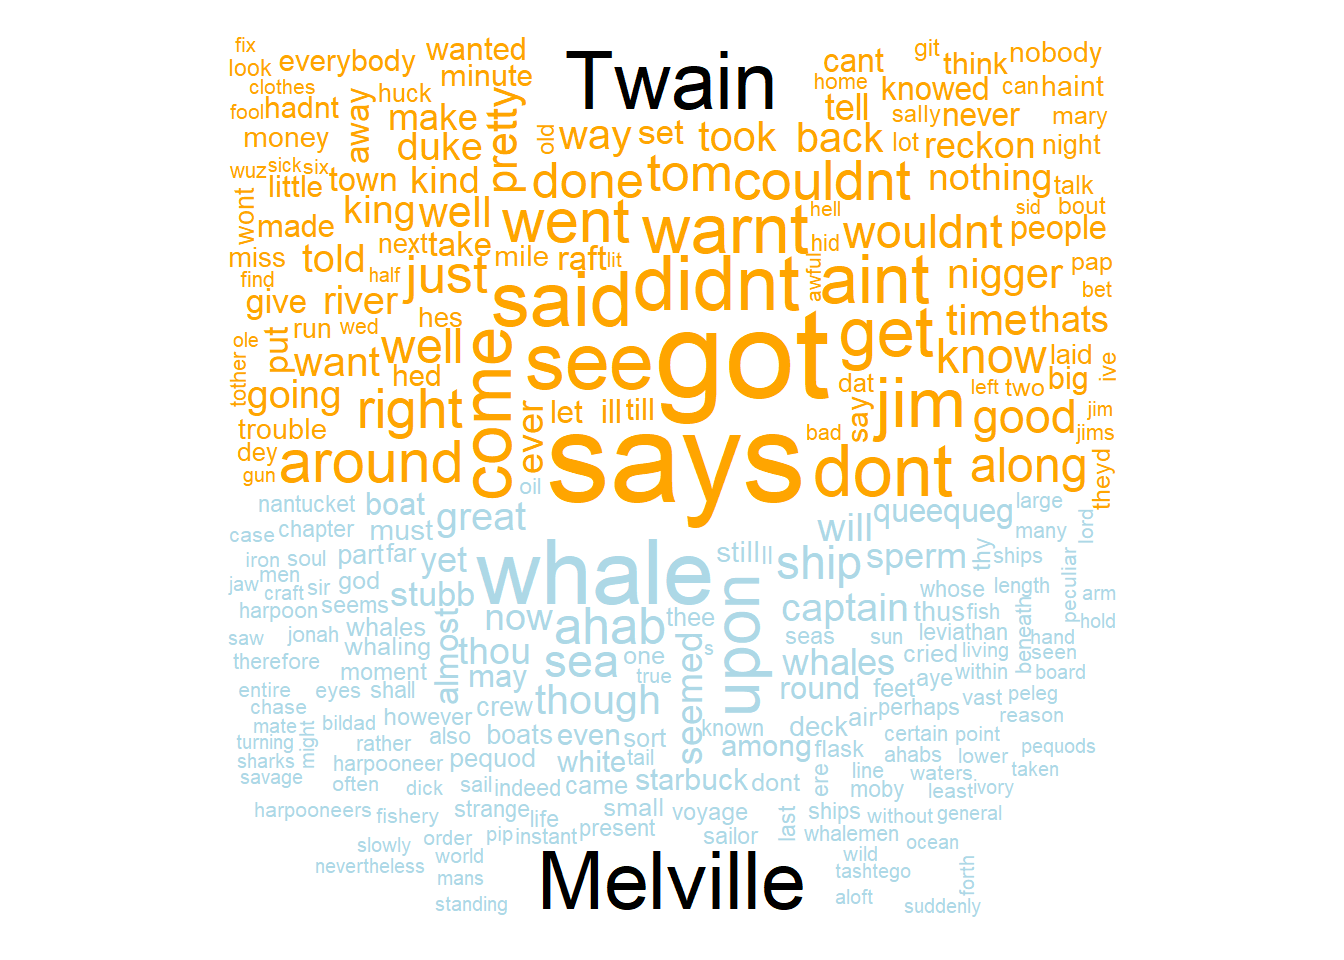 Twain
fix everybody wanted cant git think nobody
look minute home knowed can haint
clothes huck tell
fool hadnt away make pretty old way set took back sally never mary
money duke lot reckon night
wuz sick six little town kind done tom couldnt nothing talk
wont made king well went warnt hell sid bout
miss told next take mile raft lit hid wouldnt people
find half just said didnt awful aint nigger pap
give river hes bet
put run wed come see got get time thats
ole want well know laid ive
tother going hed right ever let ill till dat say jim left two big
trouble bad good jim
dey jims
gun around says dont along theyd
nantucket boat oil great will queequeg large
case chapter must many lord
iron soul part far yet whale still ll ship sperm thy ships
jaw men craft sir god stubb upon whose length peculiar arm
harpoon seems now ahab thee captain thus fish hold
saw jonah whales almost s seas sun leviathan beneath hand
therefore whaling thou sea one seemed whales cried living seen
moment may true aye within board
entire eyes shall though round feet vast peleg
chase bildad however crew known deck air perhaps reason
mate might also boats even sort certain point
turning rather among flask ahabs lower pequods
sharks harpooneer pequod white tail line waters taken
savage often dick sail indeed came starbuck dont ere moby least ivory
harpooneers fishery strange life small voyage last ships without general
slowly order pip instant present sailor whalemen ocean
nevertheless world wild
mans tashtego forth
standing aloft suddenly
Melville